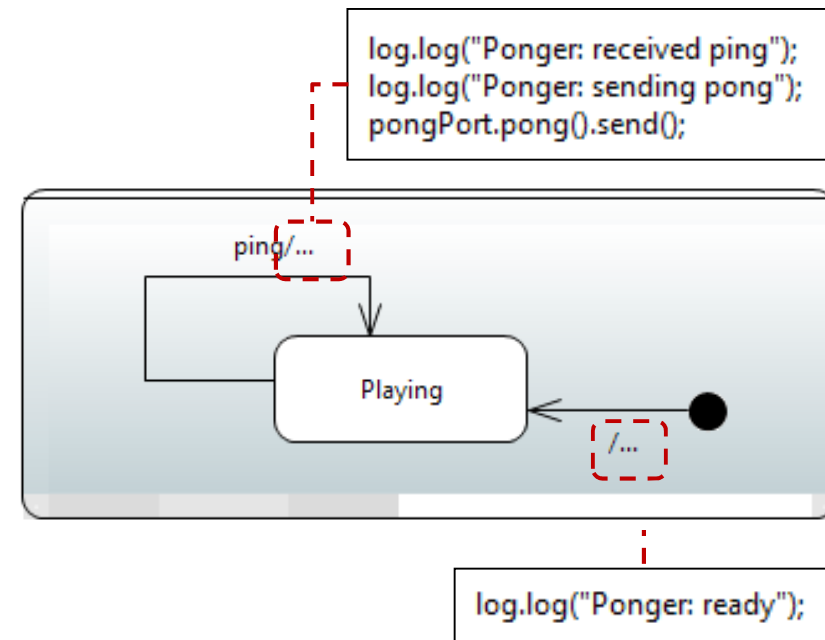 log.log("Ponger: received ping");
log.log("Ponger: sending pong");
pongPort.pong().send();
ping/...
Playing
/...
log.log("Ponger: ready");